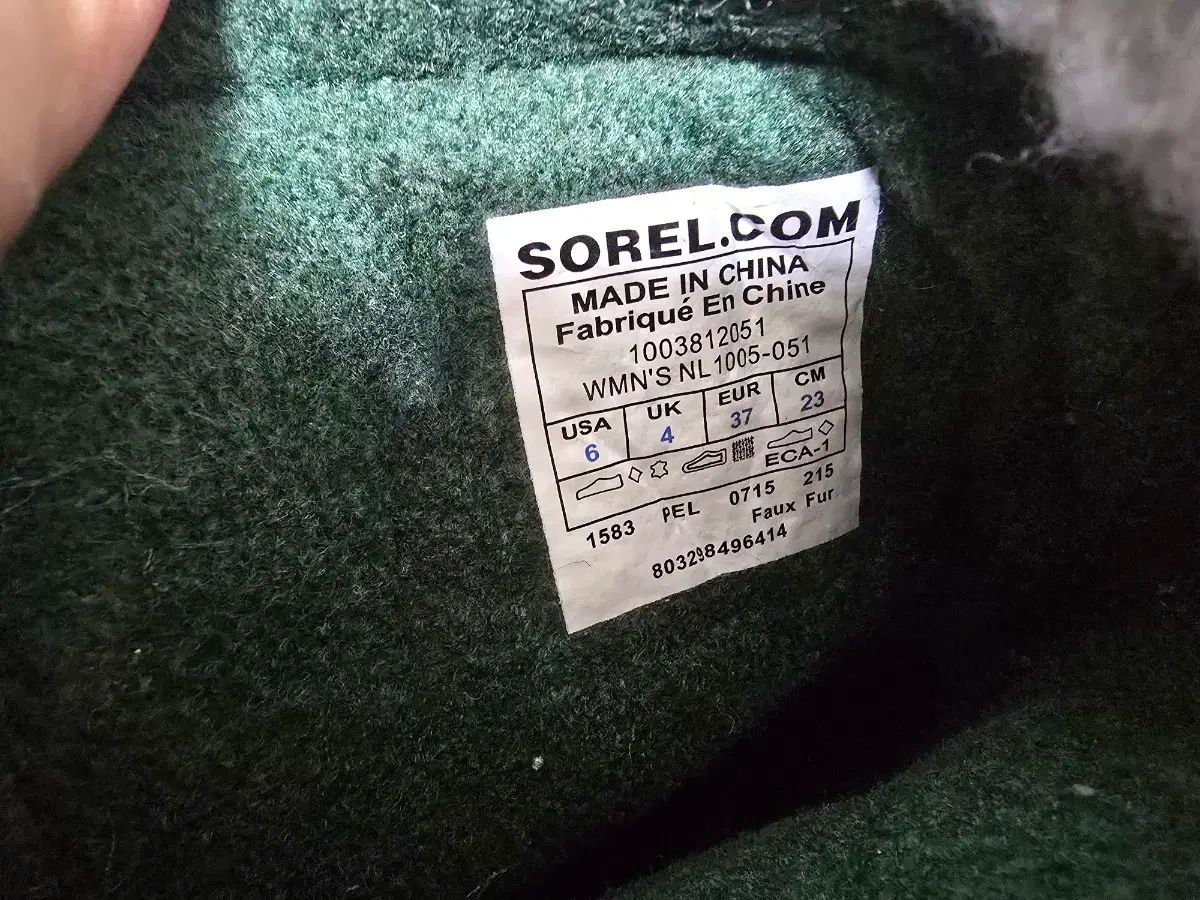 SOREL.COM
MADE IN CHINA
Fabriqué En Chine
1003812051
WMN'S NL1005-051
USA UK EUR CM
6 4 37 23
ECA-1
1583 PEL 0715 215
Faux Fur
803298496414